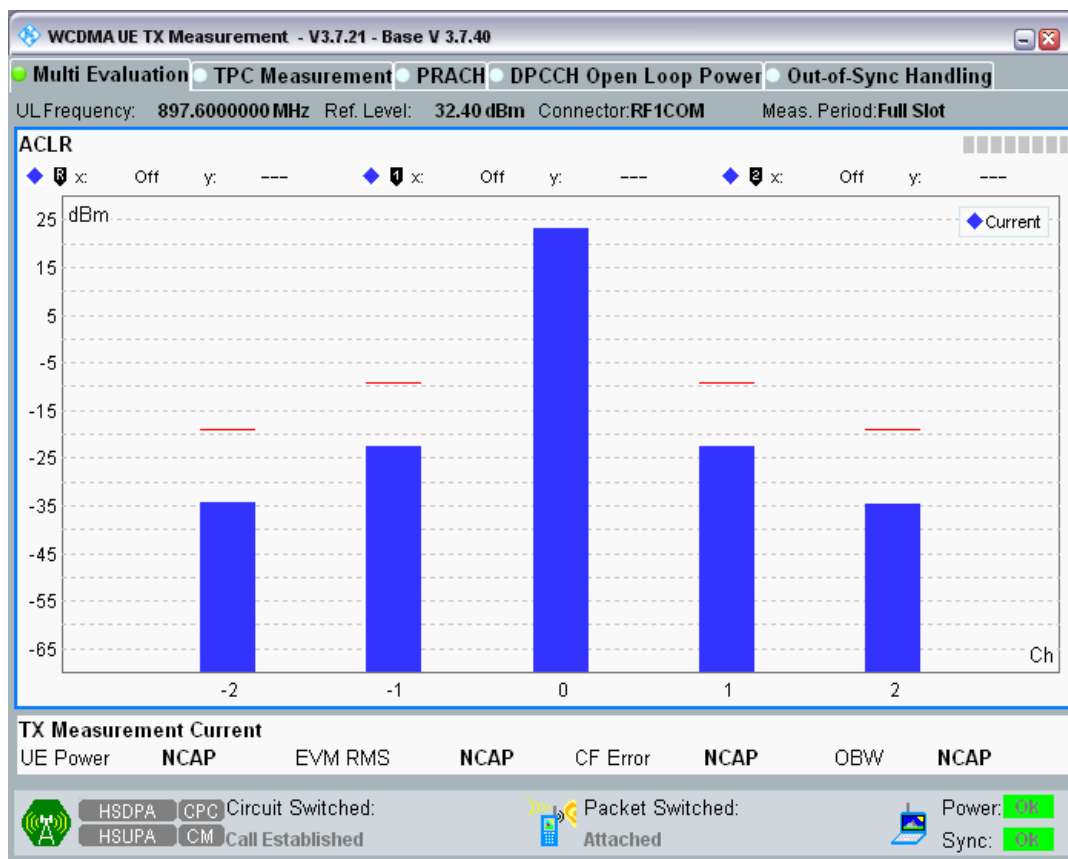 WCDMA UE TX Measurement - V3.7.21 - Base V 3.7.40
Multi Evaluation TPC Measurement PRACH DPCCH Open Loop Power Out-of-Sync Handling
UL Frequency: 897.6000000 MHz Ref. Level: 32.40 dBm Connector:RF1COM Meas. Period:Full Slot
ACLR
R x: Off y: --- 1 x: Off y: --- 2 x: Off y: ---
dBm
Current
25
15
5
-5
-15
-25
-35
-45
-55
-65
Ch
-2 -1 0 1 2
TX Measurement Current
UE Power NCAP EVM RMS NCAP CF Error NCAP OBW NCAP
HSDPA CPC Circuit Switched: Packet Switched: Power: Ok
HSUPA CM Call Established Attached Sync: Ok